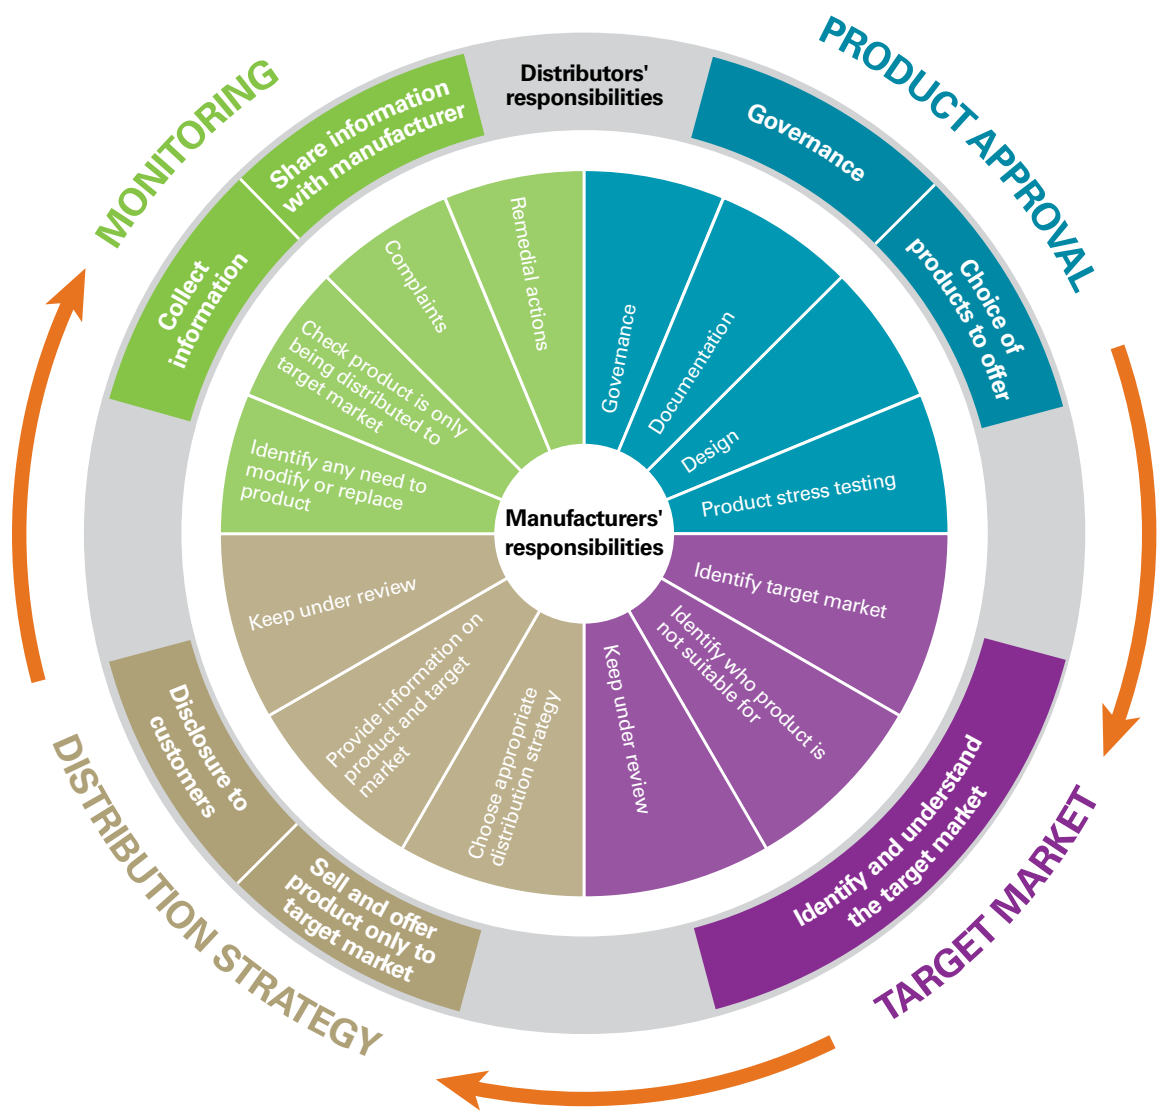 PRODUCT APPROVAL
TARGET MARKET
DISTRIBUTION STRATEGY
MONITORING
Distributors'
responsibilities
Governance
Choice of
products to offer
Identify and understand
the target market
Sell and offer
product only to
target market
Disclosure to
customers
Collect
information
Share information
with manufacturer
Manufacturers'
responsibilities
Governance
Documentation
Design
Product stress testing
Identify target market
Identify who product is
not suitable for
Keep under review
Choose appropriate
distribution strategy
Provide information on
product and target
market
Keep under review
Identify any need to
modify or replace
product
Check product is only
being distributed to
target market
Complaints
Remedial actions